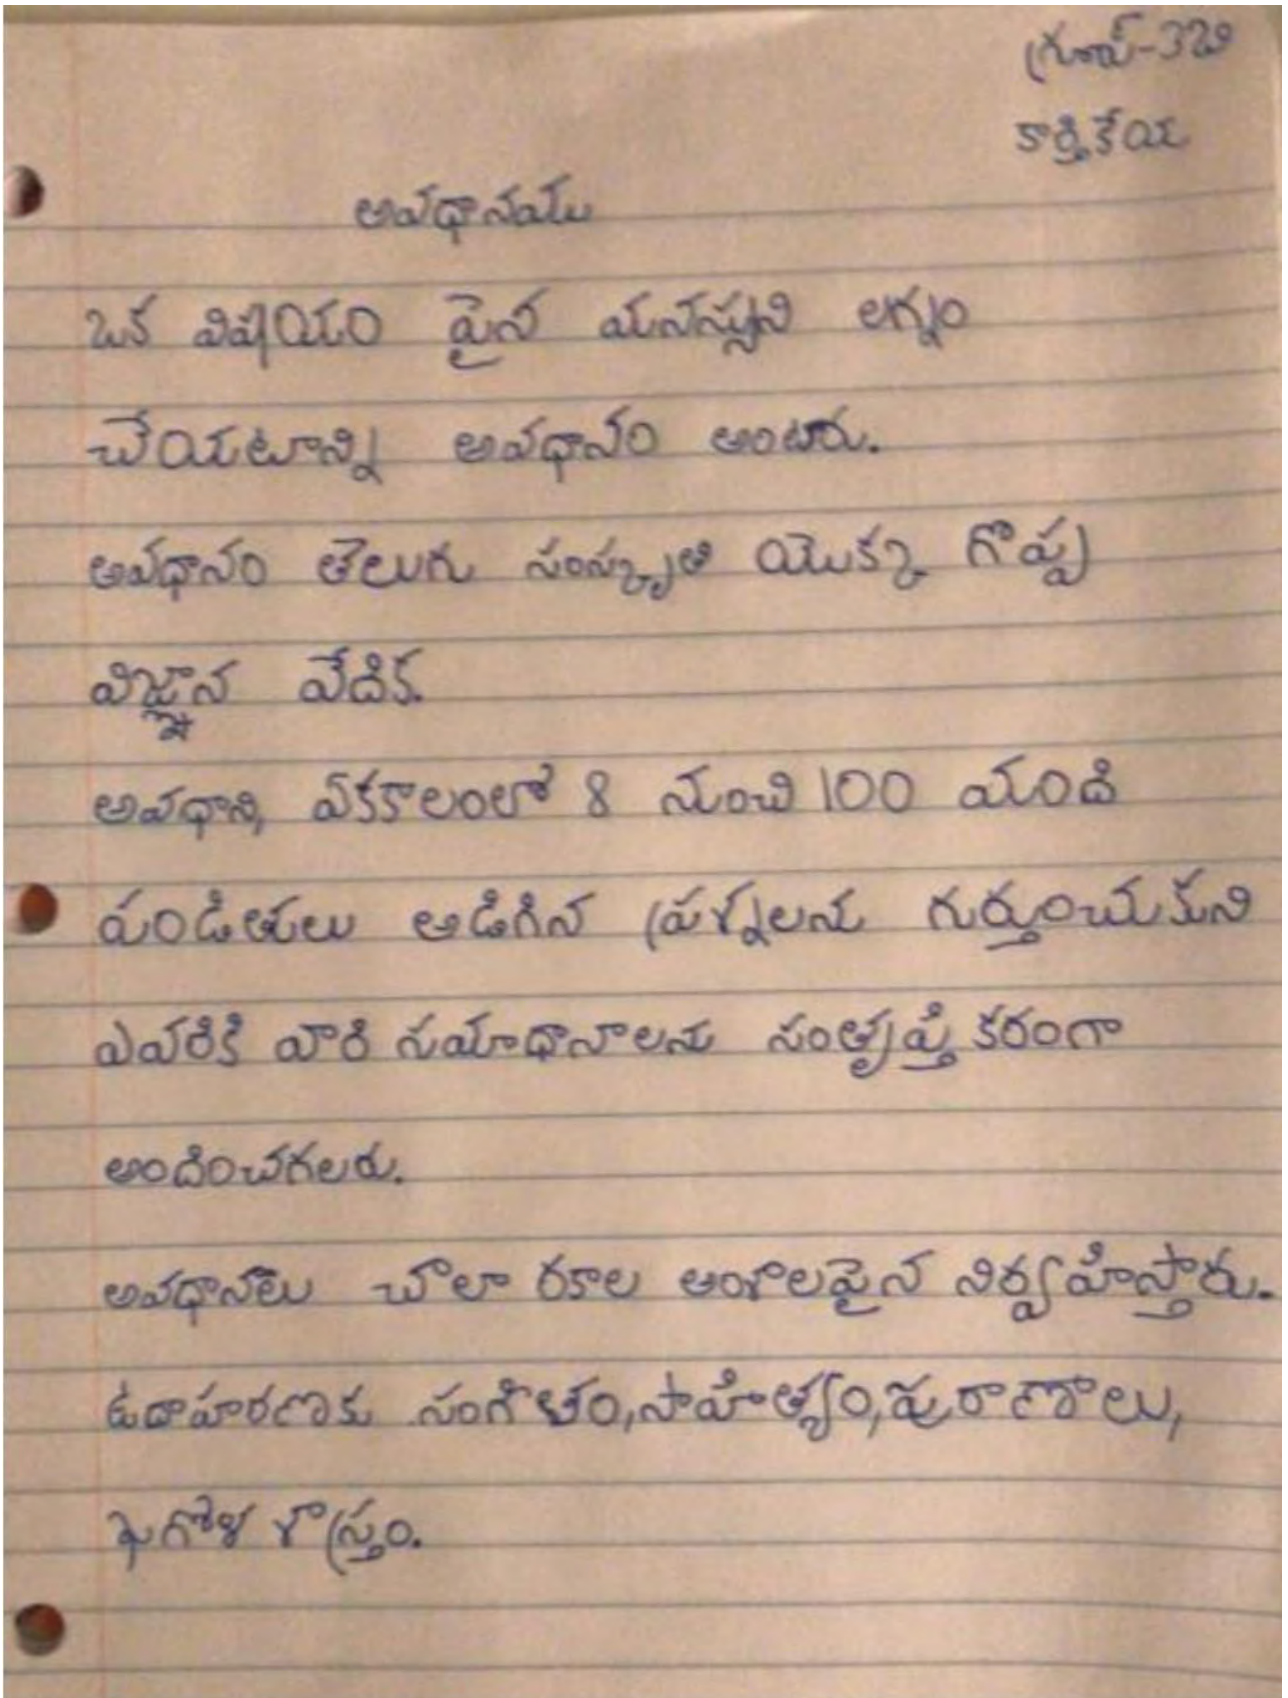 గ్రూప్-32బి
కార్తికేయ
అవధానము
ఒక విషయం పైన మనస్సుని లగ్నం
చేయటాన్ని అవధానం అంటారు.
అవధానం తెలుగు సంస్కృతి యొక్క గొప్ప
విజ్ఞాన వేదిక.
అవధాని, ఏకకాలంలో 8 నుంచి 100 మంది
పండితులు అడిగిన ప్రశ్నలను గుర్తుంచుకుని
ఎవరికి వారి సమాధానాలను సంతృప్తి కరంగా
అందించగలరు.
అవధానాలు చాలా రకాల అంశాలపైన నిర్వహిస్తారు.
ఉదాహరణకు సంగీతం,సాహిత్యం,పురాణాలు,
ఖగోళ శాస్త్రం.